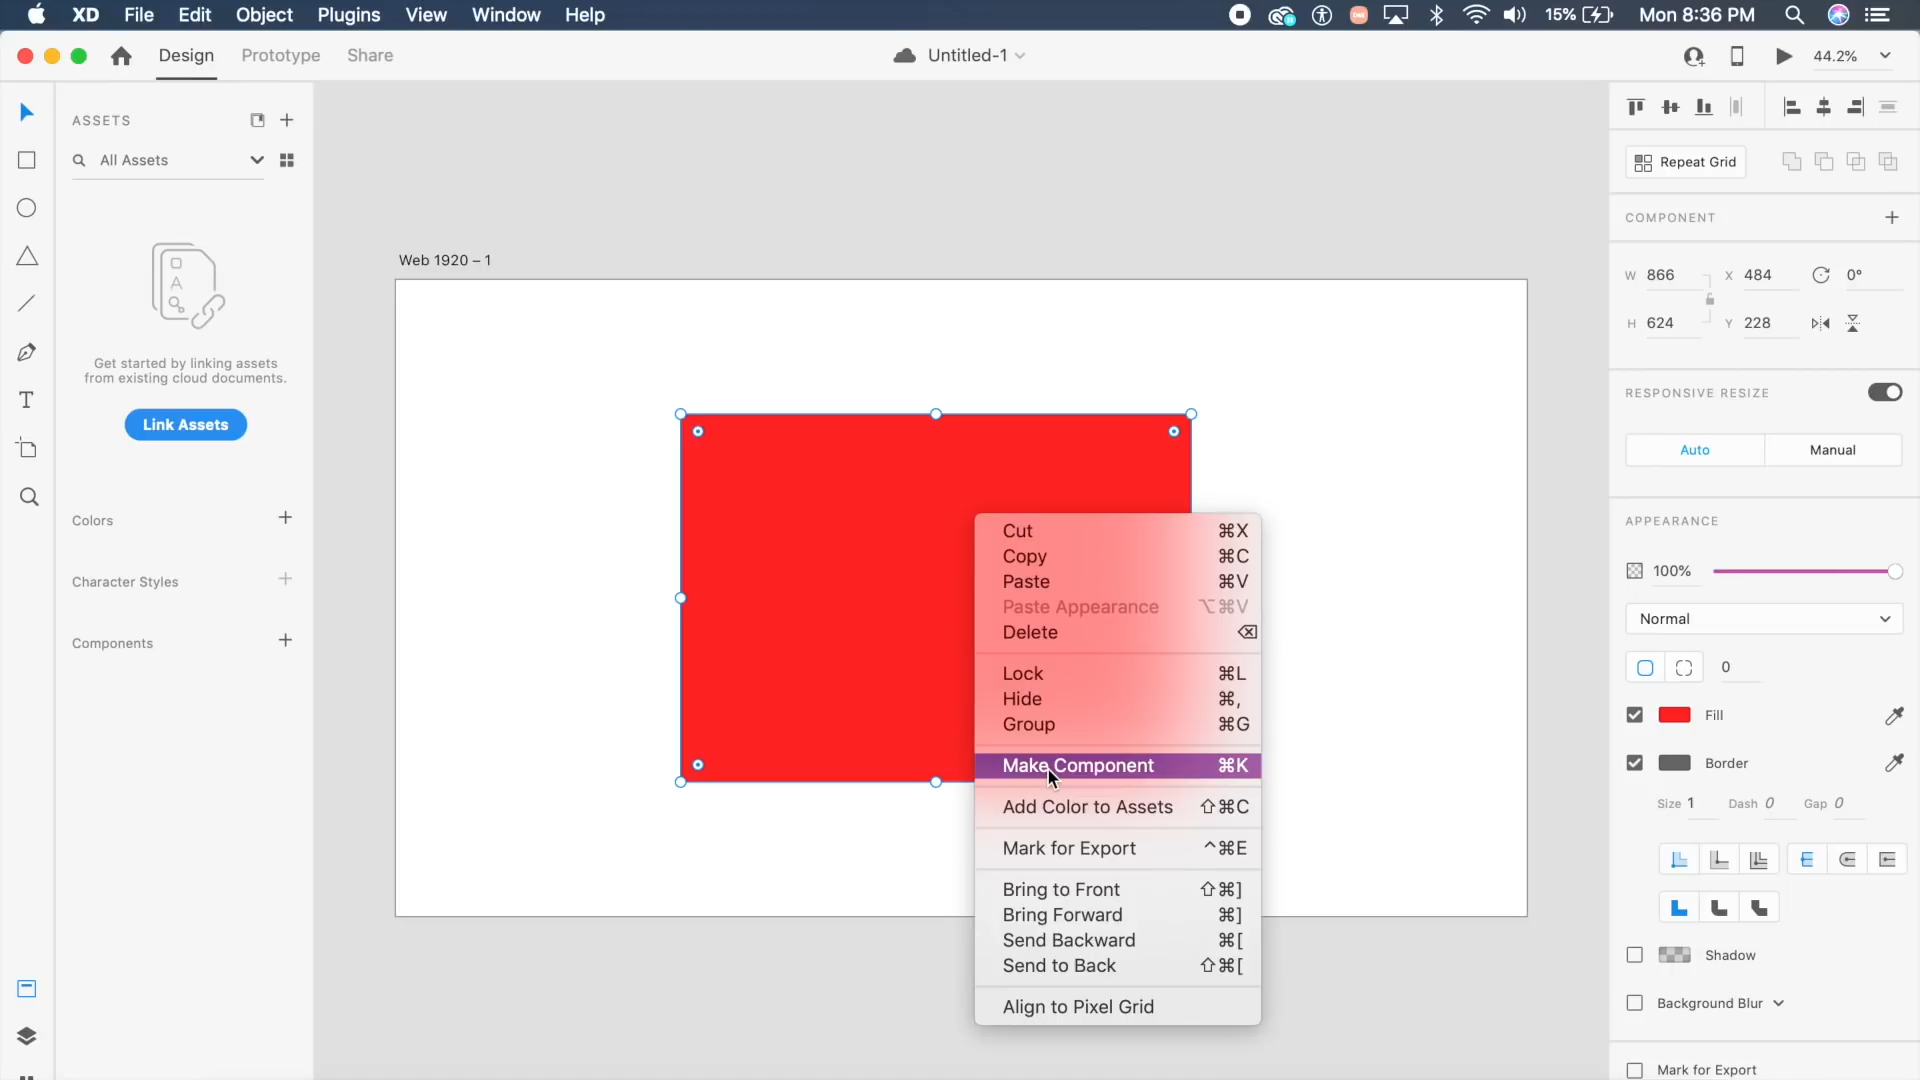 XD File Edit Object Plugins View Window Help 15% Mon 8:36 PM
Design Prototype Share Untitled-1 44.2%
ASSETS
All Assets
A
Get started by linking assets
from existing cloud documents.
Link Assets
Colors
Character Styles
Components
T
Web 1920 – 1
Cut ⌘X
Copy ⌘C
Paste ⌘V
Paste Appearance ⌥⌘V
Delete ⌫
Lock ⌘L
Hide ⌘,
Group ⌘G
Make Component ⌘K
Add Color to Assets ⇧⌘C
Mark for Export ^⌘E
Bring to Front ⇧⌘]
Bring Forward ⌘]
Send Backward ⌘[
Send to Back ⇧⌘[
Align to Pixel Grid
Repeat Grid
COMPONENT
W 866 X 484 0°
H 624 Y 228
RESPONSIVE RESIZE
Auto Manual
APPEARANCE
100%
Normal
0
Fill
Border
Size 1 Dash 0 Gap 0
Shadow
Background Blur
Mark for Export